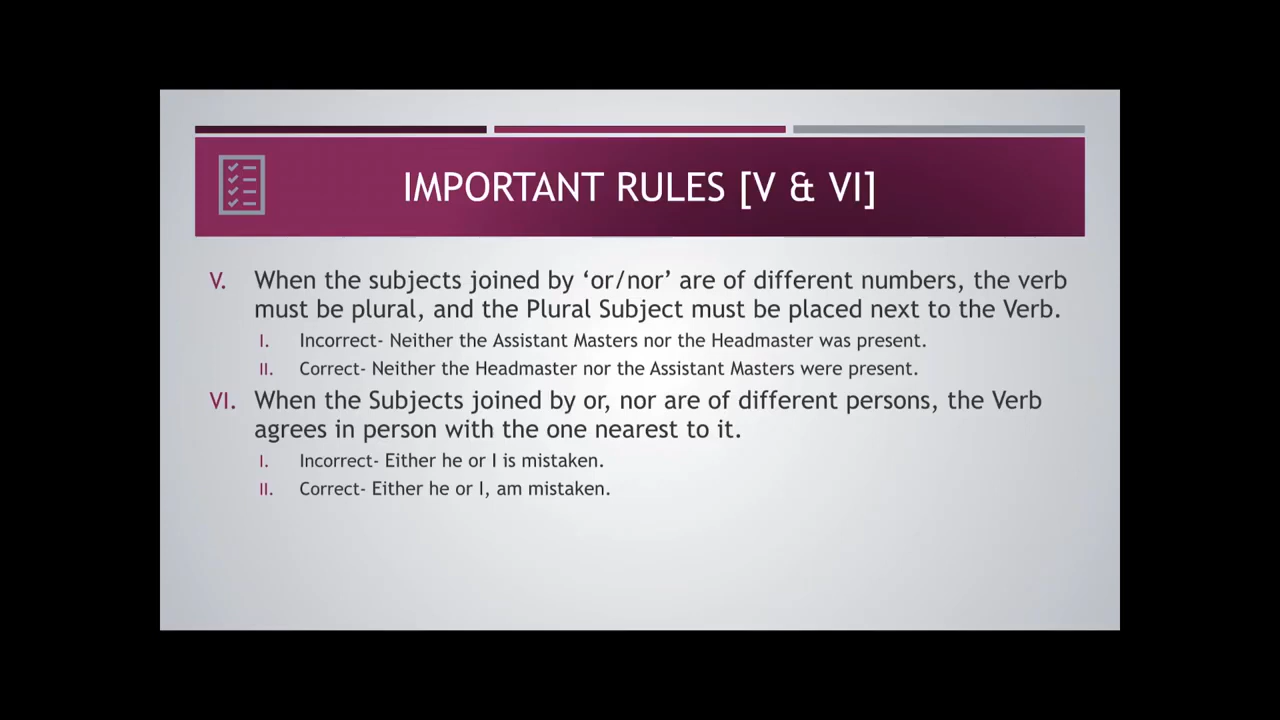 IMPORTANT RULES [V & VI]
V. When the subjects joined by ‘or/nor’ are of different numbers, the verb
must be plural, and the Plural Subject must be placed next to the Verb.
I. Incorrect- Neither the Assistant Masters nor the Headmaster was present.
II. Correct- Neither the Headmaster nor the Assistant Masters were present.
VI. When the Subjects joined by or, nor are of different persons, the Verb
agrees in person with the one nearest to it.
I. Incorrect- Either he or I is mistaken.
II. Correct- Either he or I, am mistaken.